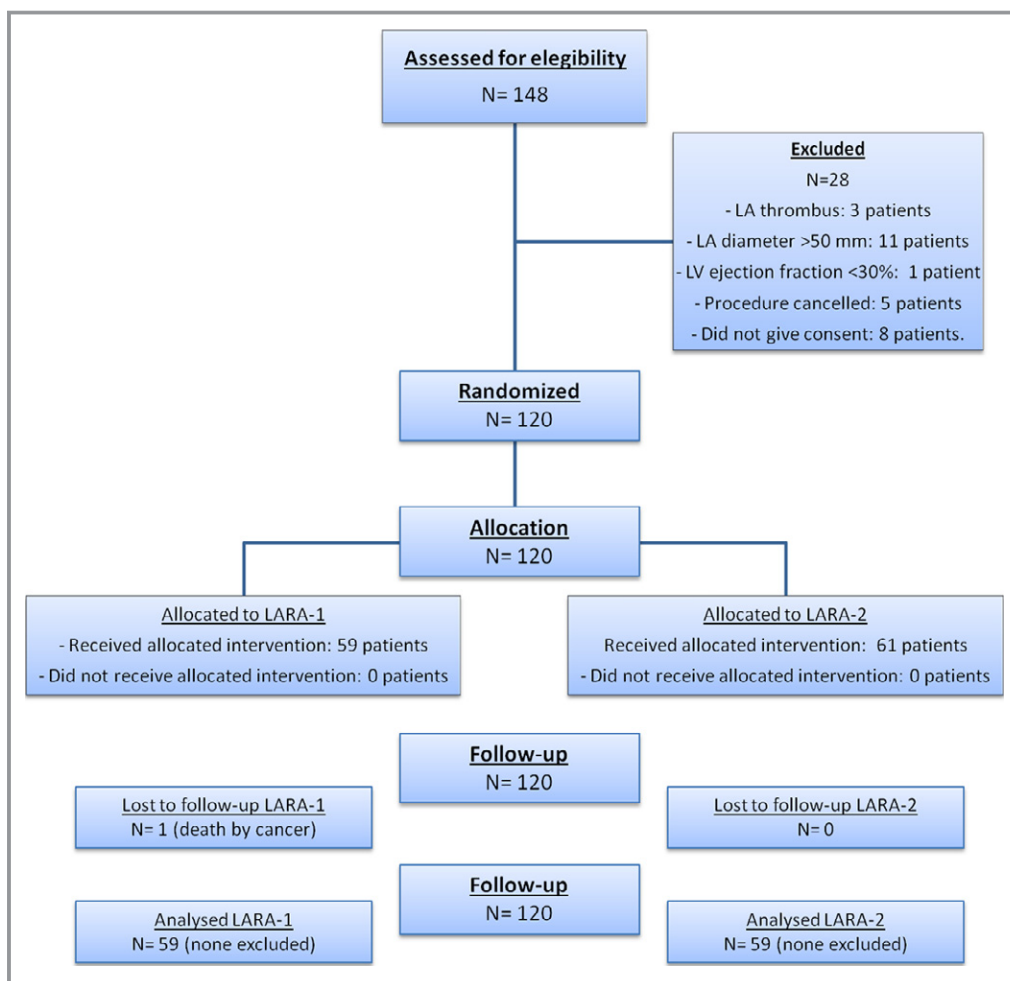 Assessed for elegibility
N= 148
Excluded
N=28
- LA thrombus: 3 patients
- LA diameter >50 mm: 11 patients
- LV ejection fraction <30%: 1 patient
- Procedure cancelled: 5 patients
- Did not give consent: 8 patients.
Randomized
N= 120
Allocation
N= 120
Allocated to LARA-1
- Received allocated intervention: 59 patients
- Did not receive allocated intervention: 0 patients
Allocated to LARA-2
Received allocated intervention: 61 patients
- Did not receive allocated intervention: 0 patients
Follow-up
N= 120
Lost to follow-up LARA-1
N= 1 (death by cancer)
Lost to follow-up LARA-2
N= 0
Follow-up
N= 120
Analysed LARA-1
N= 59 (none excluded)
Analysed LARA-2
N= 59 (none excluded)